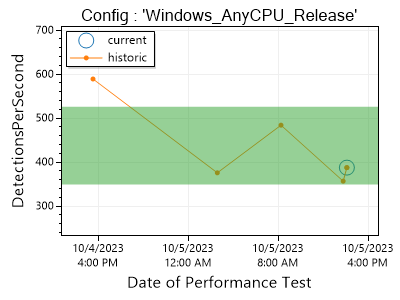 Config : 'Windows_AnyCPU_Release'
700
current
historic
600
500
400
300
DetectionsPerSecond
10/4/2023 10/5/2023 10/5/2023 10/5/2023
4:00 PM 12:00 AM 8:00 AM 4:00 PM
Date of Performance Test